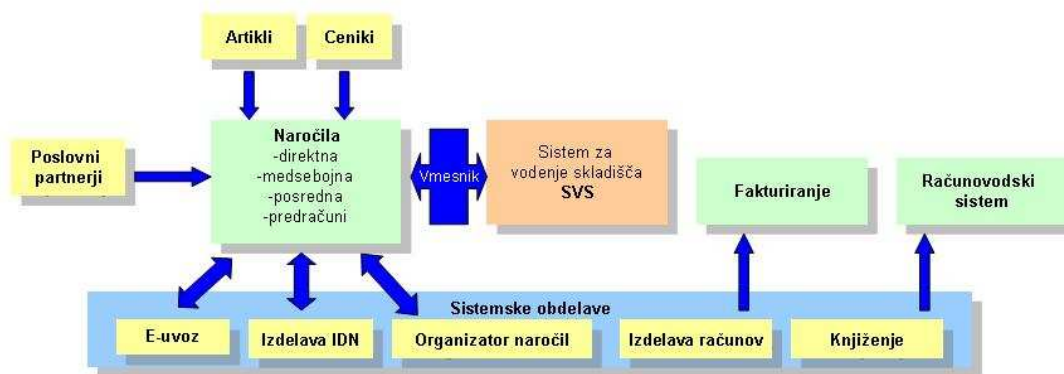 Artikli
Ceniki
Poslovni
partnerji
Naročila
-direktna
-medsebojna
-posredna
-predračuni
Vmesnik
Sistem za
vodenje skladišča
SVS
Fakturiranje
Računovodski
sistem
Sistemske obdelave
E-uvoz
Izdelava IDN
Organizator naročil
Izdelava računov
Knjiženje